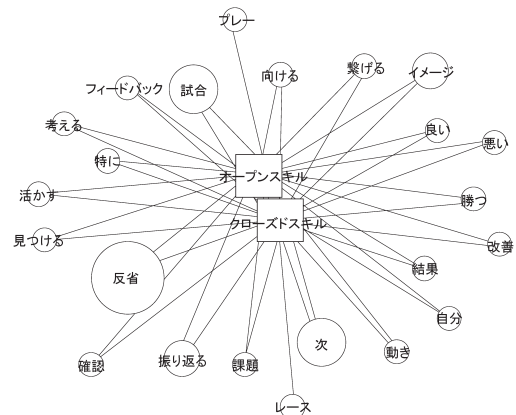 プレー
向ける
繋げる
イメージ
フィードバック
試合
考える
良い
悪い
特に
オープンスキル
活かす
勝つ
クローズドスキル
見つける
改善
反省
結果
自分
次
動き
確認
振り返る
課題
レース